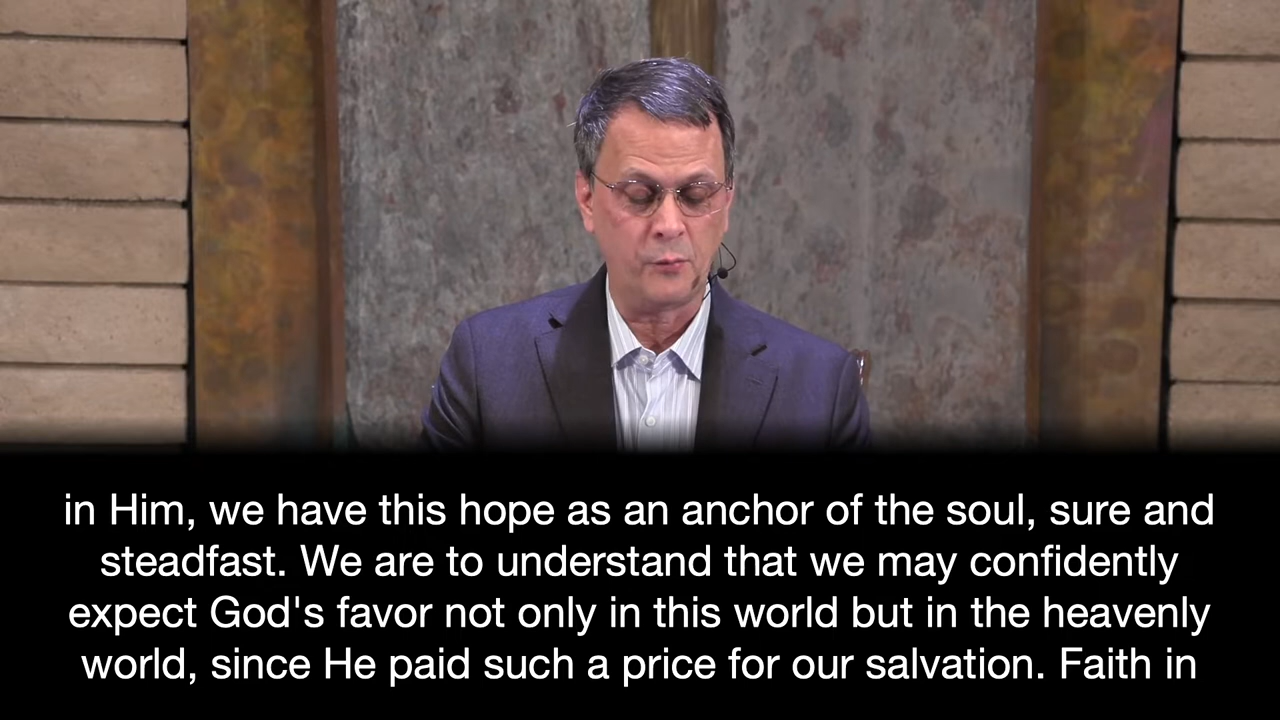 in Him, we have this hope as an anchor of the soul, sure and
steadfast. We are to understand that we may confidently
expect God's favor not only in this world but in the heavenly
world, since He paid such a price for our salvation. Faith in